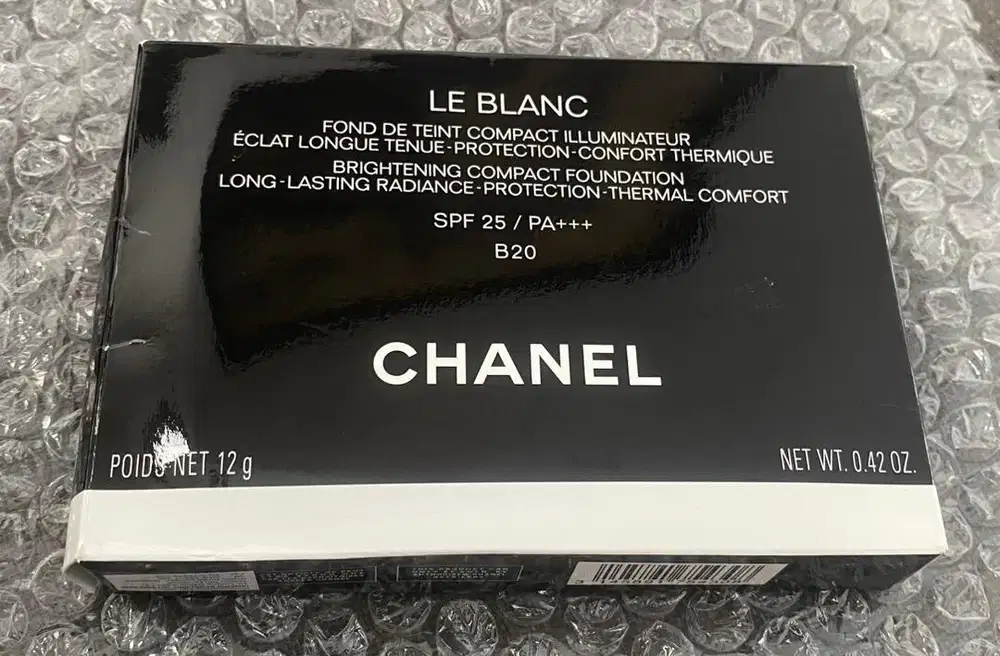 LE BLANC
FOND DE TEINT COMPACT ILLUMINATEUR
ÉCLAT LONGUE TENUE-PROTECTION-CONFORT THERMIQUE
BRIGHTENING COMPACT FOUNDATION
LONG-LASTING RADIANCE-PROTECTION-THERMAL COMFORT
SPF 25 / PA+++
B20
CHANEL
POIDS NET 12 g
NET WT. 0.42 OZ.